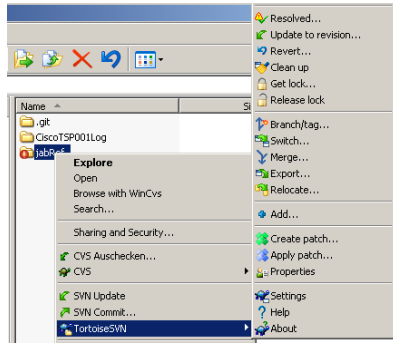 Resolved...
Update to revision...
Revert...
Clean up
Get lock...
Release lock
Branch/tag...
Switch...
Merge...
Export...
Relocate...
Add...
Create patch...
Apply patch...
Properties
Settings
Help
About
Name
Si
.git
CiscoTSP001Log
jabRef
Explore
Open
Browse with WinCvs
Search...
Sharing and Security...
CVS Auschecken...
CVS
SVN Update
SVN Commit...
TortoiseSVN